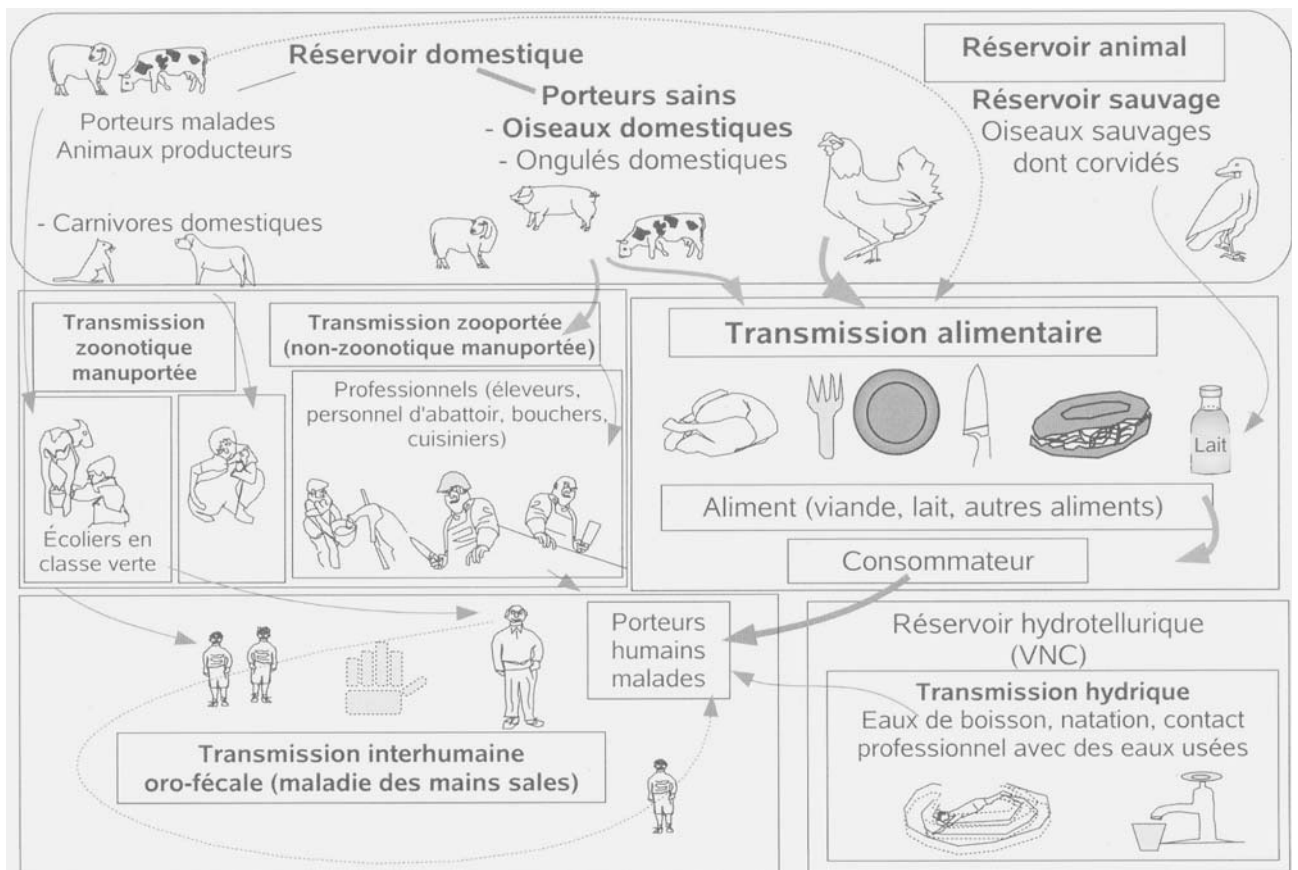 Réservoir domestique
Réservoir animal
Porteurs malades
Animaux producteurs
Porteurs sains
- Oiseaux domestiques
- Ongulés domestiques
Réservoir sauvage
Oiseaux sauvages
dont corvidés
- Carnivores domestiques
Transmission
zoonotique
manuportée
Transmission zooportée
(non-zoonotique manuportée)
Professionnels (éleveurs,
personnel d'abattoir, bouchers,
cuisiniers)
Écoliers en
classe verte
Transmission alimentaire
Lait
Aliment (viande, lait, autres aliments)
Consommateur
Porteurs
humains
malades
Transmission interhumaine
oro-fécale (maladie des mains sales)
Réservoir hydrotellurique
(VNC)
Transmission hydrique
Eaux de boisson, natation, contact
professionnel avec des eaux usées